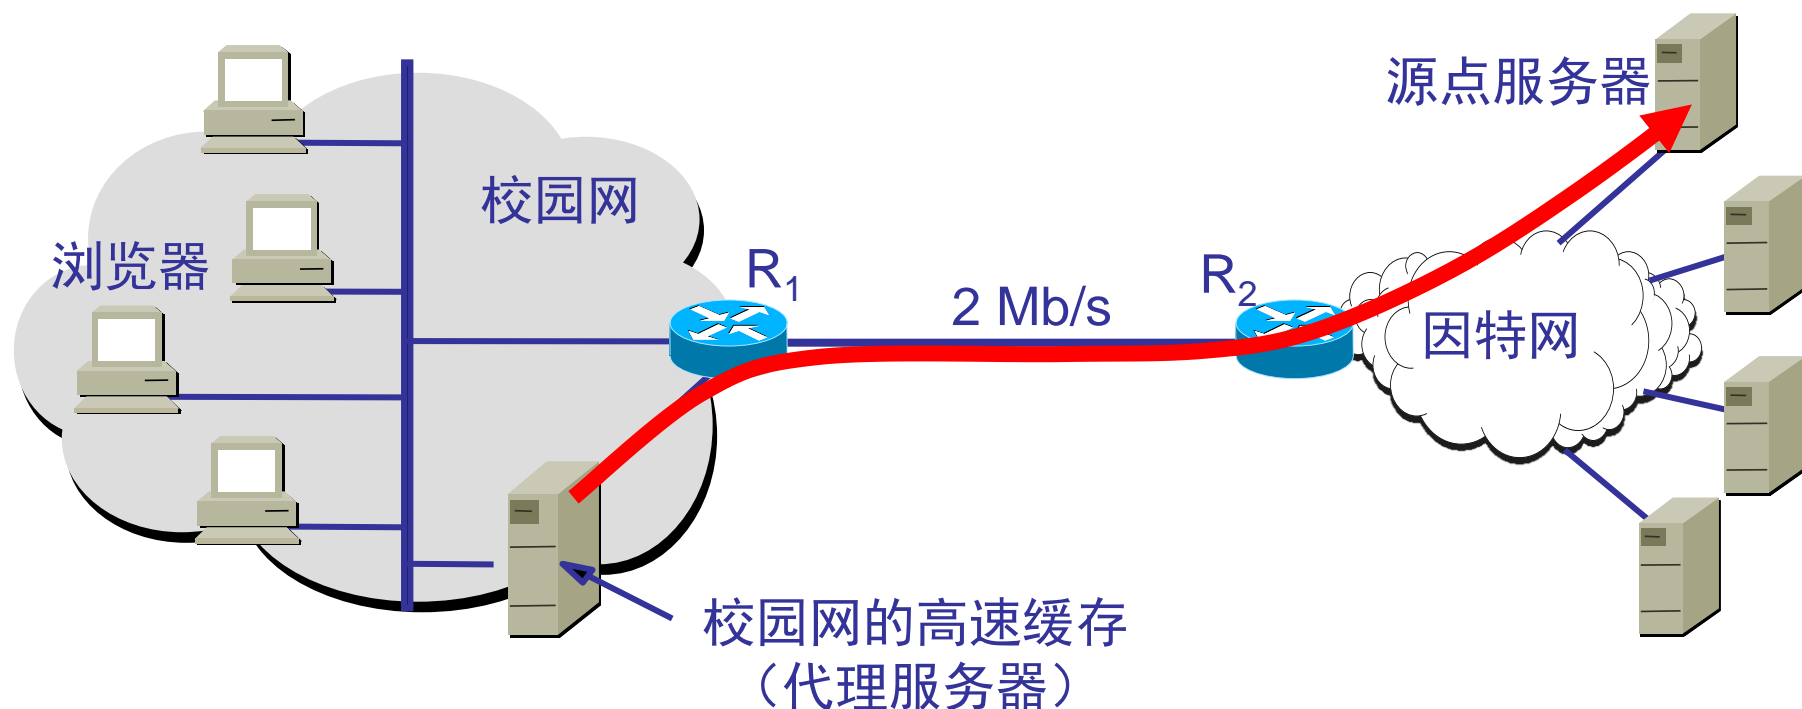 源点服务器
校园网
浏览器
R1
2 Mb/s
R2
因特网
校园网的高速缓存
（代理服务器）